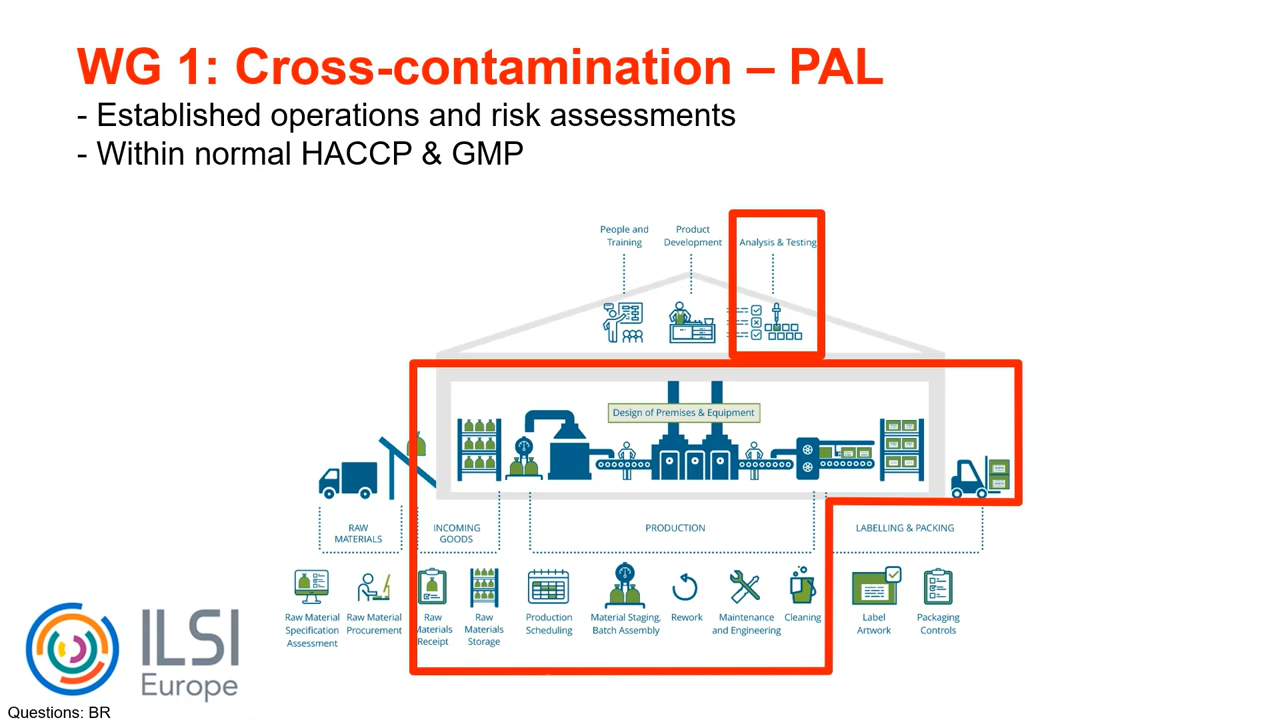 WG 1: Cross-contamination – PAL
- Established operations and risk assessments
- Within normal HACCP & GMP
People and
Training
Product
Development
Analysis & Testing
Design of Premises & Equipment
RAW
MATERIALS
INCOMING
GOODS
PRODUCTION
LABELLING & PACKING
Raw Material
Specification
Assessment
Raw Material
Procurement
Raw
Materials
Receipt
Raw
Materials
Storage
Production
Scheduling
Material Staging,
Batch Assembly
Rework
Maintenance
and Engineering
Cleaning
Label
Artwork
Packaging
Controls
ILSI
Europe
Questions: BR